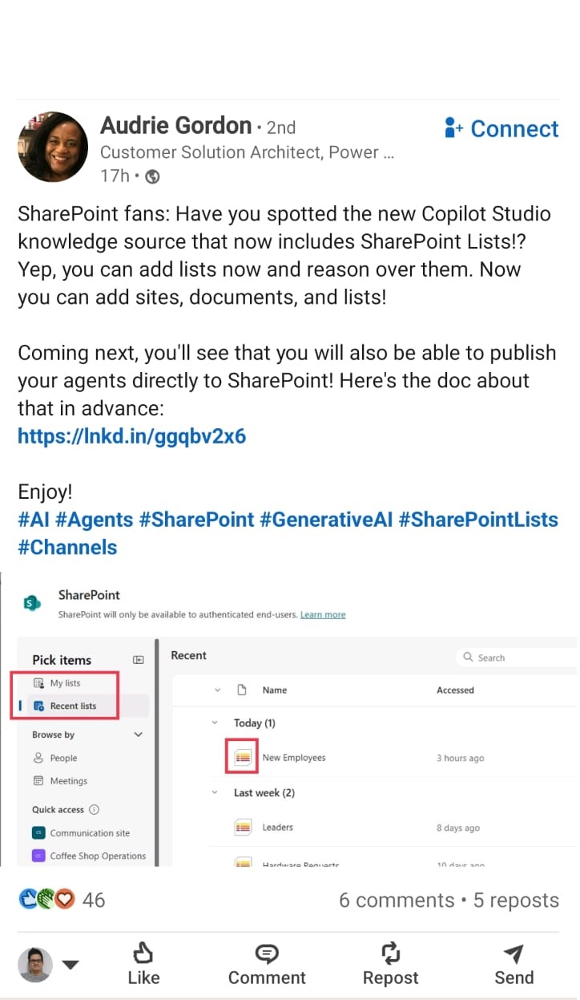 Audrie Gordon • 2nd
Connect
Customer Solution Architect, Power ...
17h •
SharePoint fans: Have you spotted the new Copilot Studio
knowledge source that now includes SharePoint Lists!?
Yep, you can add lists now and reason over them. Now
you can add sites, documents, and lists!
Coming next, you'll see that you will also be able to publish
your agents directly to SharePoint! Here's the doc about
that in advance:
https://lnkd.in/ggqbv2x6
Enjoy!
#AI #Agents #SharePoint #GenerativeAI #SharePointLists
#Channels
S
SharePoint
SharePoint will only be available to authenticated end-users. Learn more
Pick items
My lists
Recent lists
Browse by
People
Meetings
Quick access
Communication site
Coffee Shop Operations
Recent
Search
Name Accessed
Today (1)
New Employees 3 hours ago
Last week (2)
Leaders 8 days ago
Hardware Requests 10 days ago
46
6 comments • 5 reposts
Like
Comment
Repost
Send